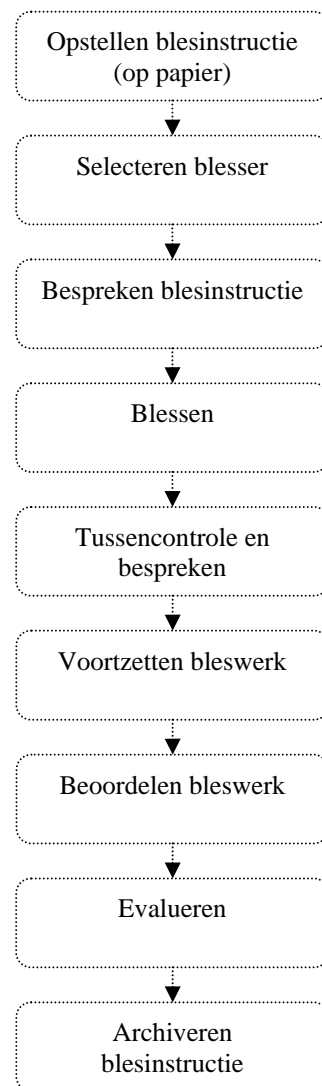 Opstellen blesinstructie
(op papier)
Selecteren blesser
Bespreken blesinstructie
Blessen
Tussencontrole en
bespreken
Voortzetten bleswerk
Beoordelen bleswerk
Evalueren
Archiveren
blesinstructie